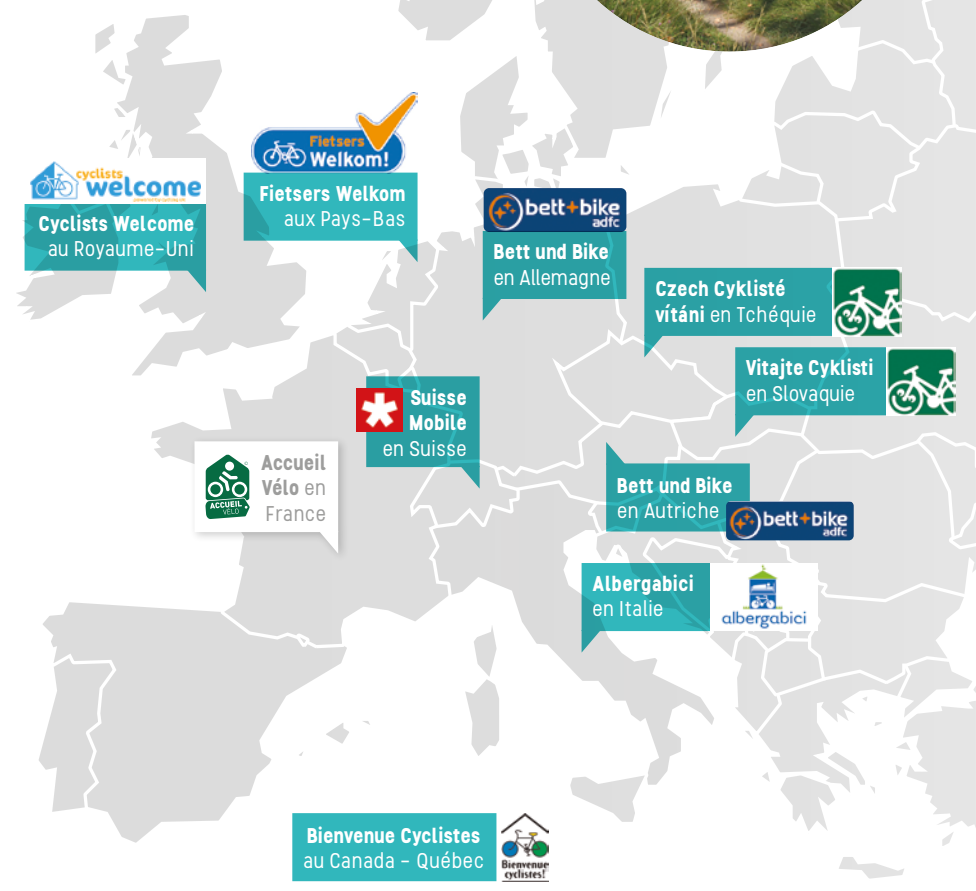 Fietsers
Welkom!
Fietsers Welkom
aux Pays-Bas
cyclists
welcome
Cyclists Welcome
au Royaume-Uni
bett+bike
adfc
Bett und Bike
en Allemagne
Czech Cyklisté
vítáni en Tchéquie
Vitajte Cyklisti
en Slovaquie
Suisse
Mobile
en Suisse
Accueil
Vélo en
France
ACCUEIL
VÉLO
Bett und Bike
en Autriche
bett+bike
adfc
Albergabici
en Italie
albergabici
Bienvenue Cyclistes
au Canada - Québec
Bienvenue
cyclistes!